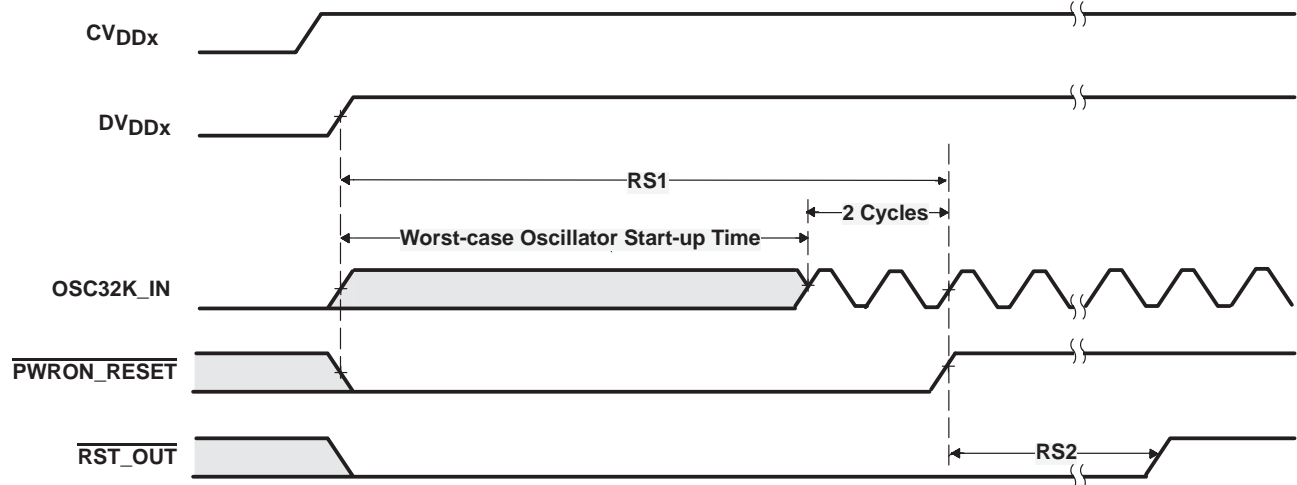 CVDDx
DVDDx
RS1
2 Cycles
Worst-case Oscillator Start-up Time
OSC32K_IN
PWRON_RESET
RST_OUT
RS2